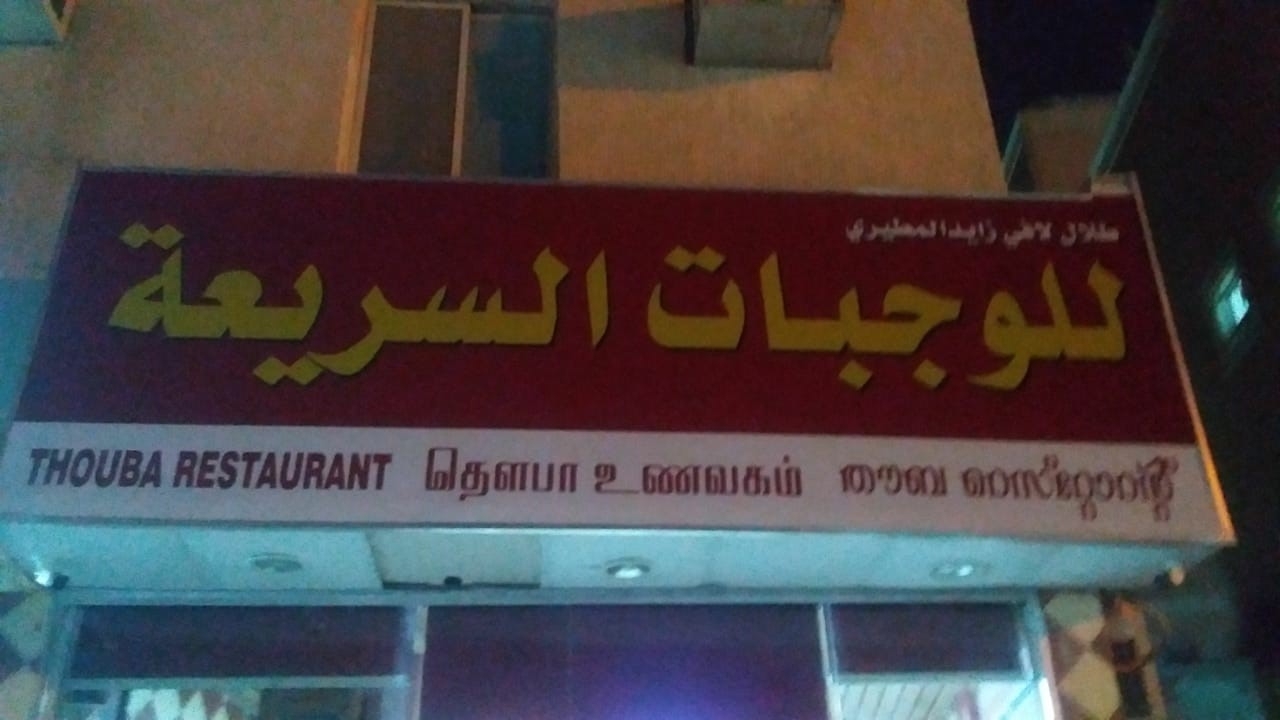 طلال لافي زايد المطيري
للوجبات السريعة
THOUBA RESTAURANT தௌபா உணவகம் തൗബ റെസ്റ്റോറന്റ്